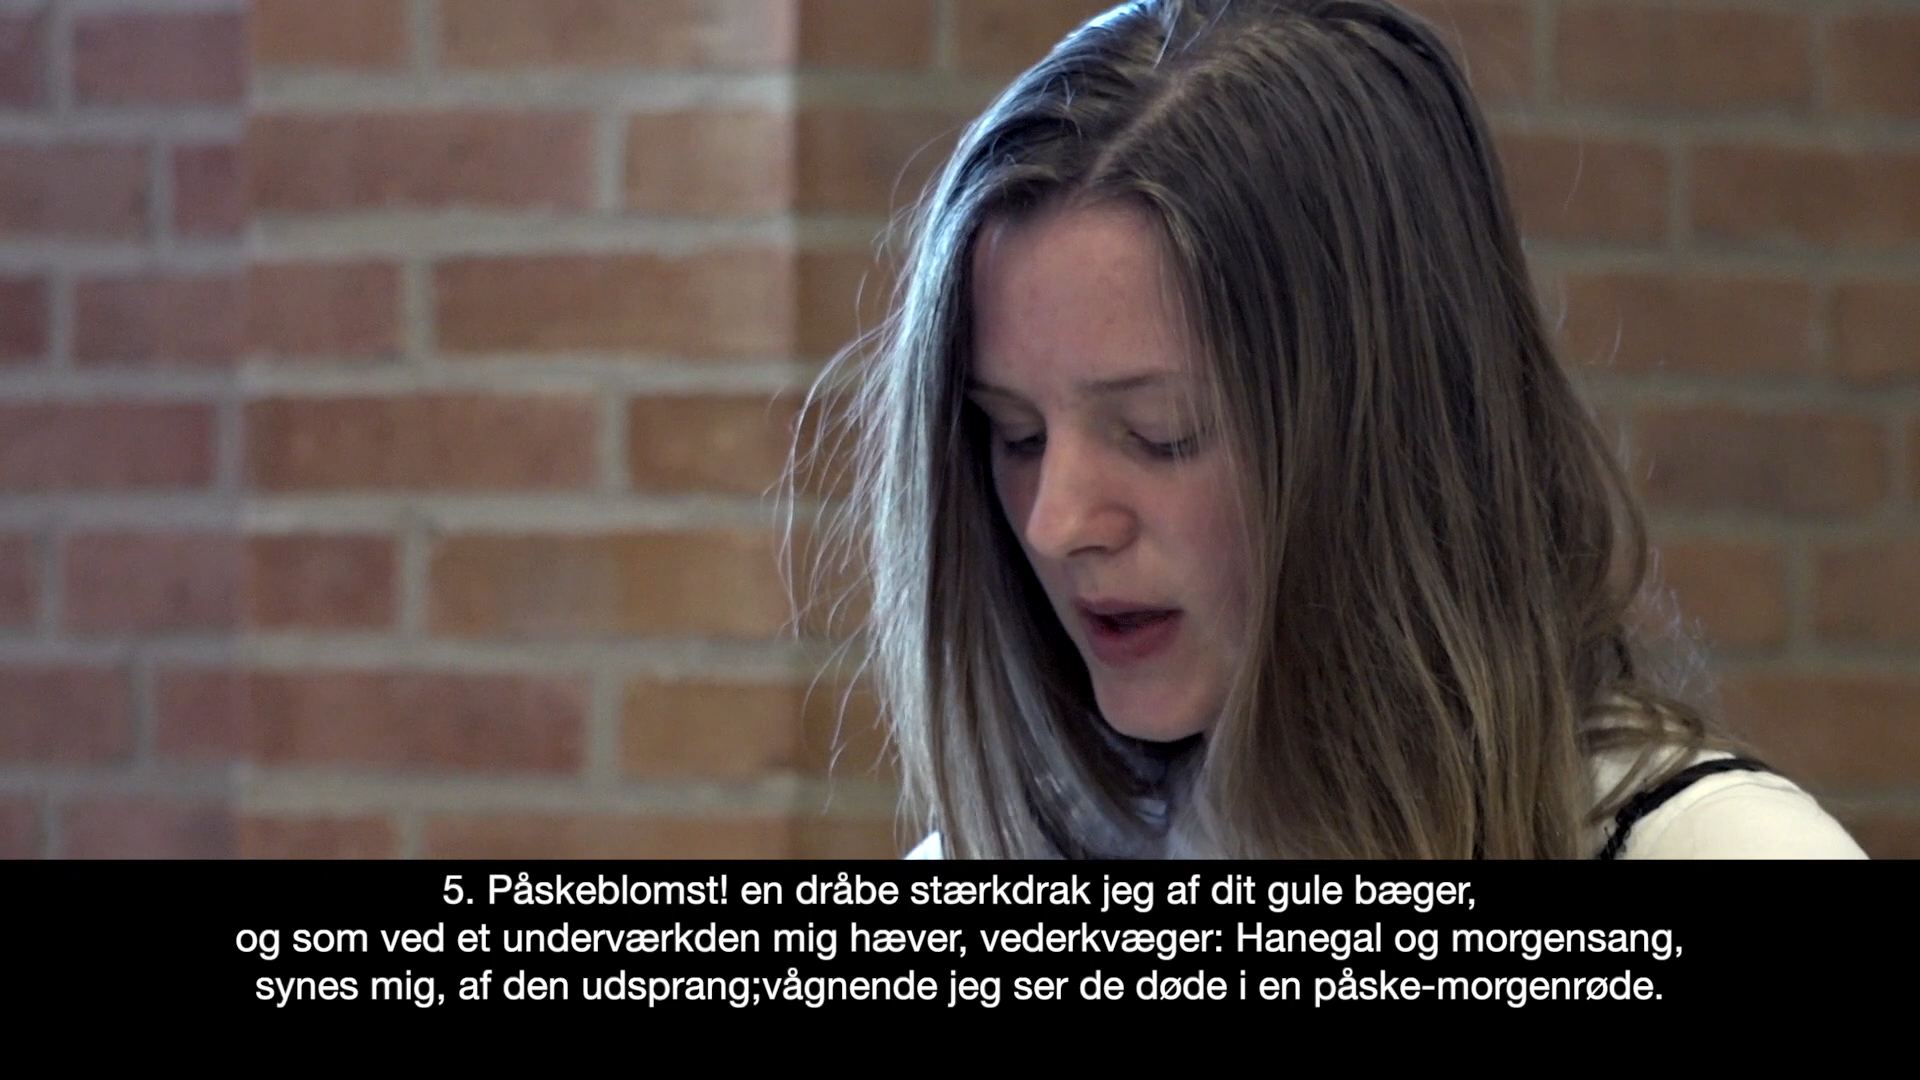 5. Påskeblomst! en dråbe stærkdrak jeg af dit gule bæger,
og som ved et underværkden mig hæver, vederkvæger: Hanegal og morgensang,
synes mig, af den udsprang;vågnende jeg ser de døde i en påske-morgenrøde.